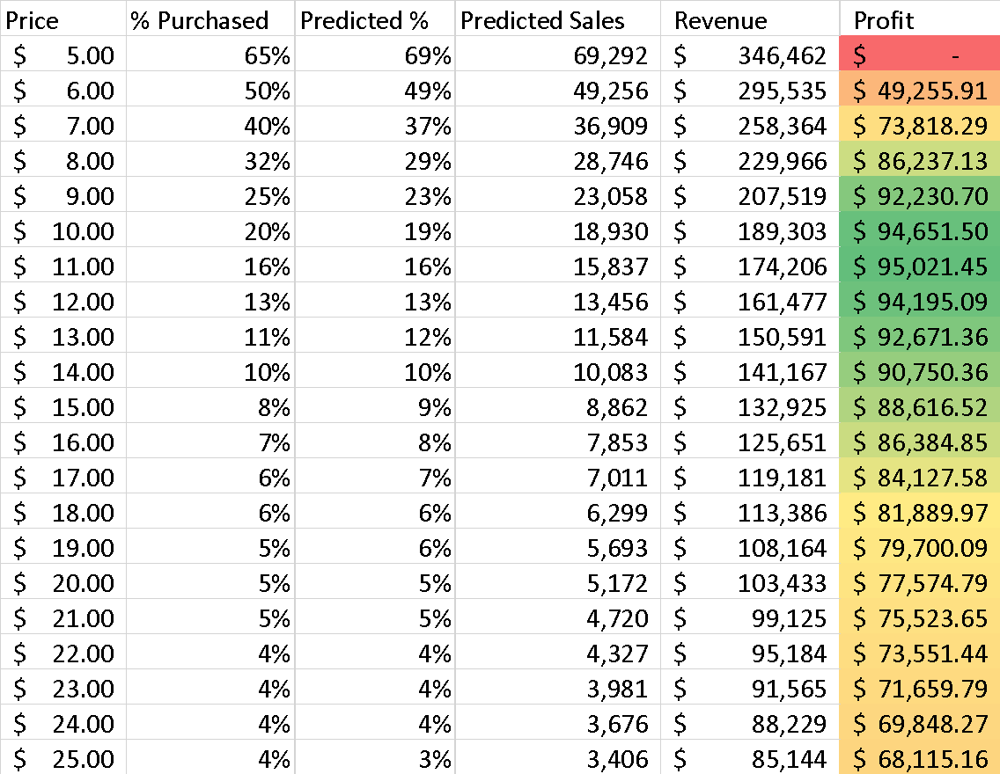 Price % Purchased Predicted % Predicted Sales Revenue Profit
$ 5.00 65% 69% 69,292 $ 346,462 $ -
$ 6.00 50% 49% 49,256 $ 295,535 $ 49,255.91
$ 7.00 40% 37% 36,909 $ 258,364 $ 73,818.29
$ 8.00 32% 29% 28,746 $ 229,966 $ 86,237.13
$ 9.00 25% 23% 23,058 $ 207,519 $ 92,230.70
$ 10.00 20% 19% 18,930 $ 189,303 $ 94,651.50
$ 11.00 16% 16% 15,837 $ 174,206 $ 95,021.45
$ 12.00 13% 13% 13,456 $ 161,477 $ 94,195.09
$ 13.00 11% 12% 11,584 $ 150,591 $ 92,671.36
$ 14.00 10% 10% 10,083 $ 141,167 $ 90,750.36
$ 15.00 8% 9% 8,862 $ 132,925 $ 88,616.52
$ 16.00 7% 8% 7,853 $ 125,651 $ 86,384.85
$ 17.00 6% 7% 7,011 $ 119,181 $ 84,127.58
$ 18.00 6% 6% 6,299 $ 113,386 $ 81,889.97
$ 19.00 5% 6% 5,693 $ 108,164 $ 79,700.09
$ 20.00 5% 5% 5,172 $ 103,433 $ 77,574.79
$ 21.00 5% 5% 4,720 $ 99,125 $ 75,523.65
$ 22.00 4% 4% 4,327 $ 95,184 $ 73,551.44
$ 23.00 4% 4% 3,981 $ 91,565 $ 71,659.79
$ 24.00 4% 4% 3,676 $ 88,229 $ 69,848.27
$ 25.00 4% 3% 3,406 $ 85,144 $ 68,115.16